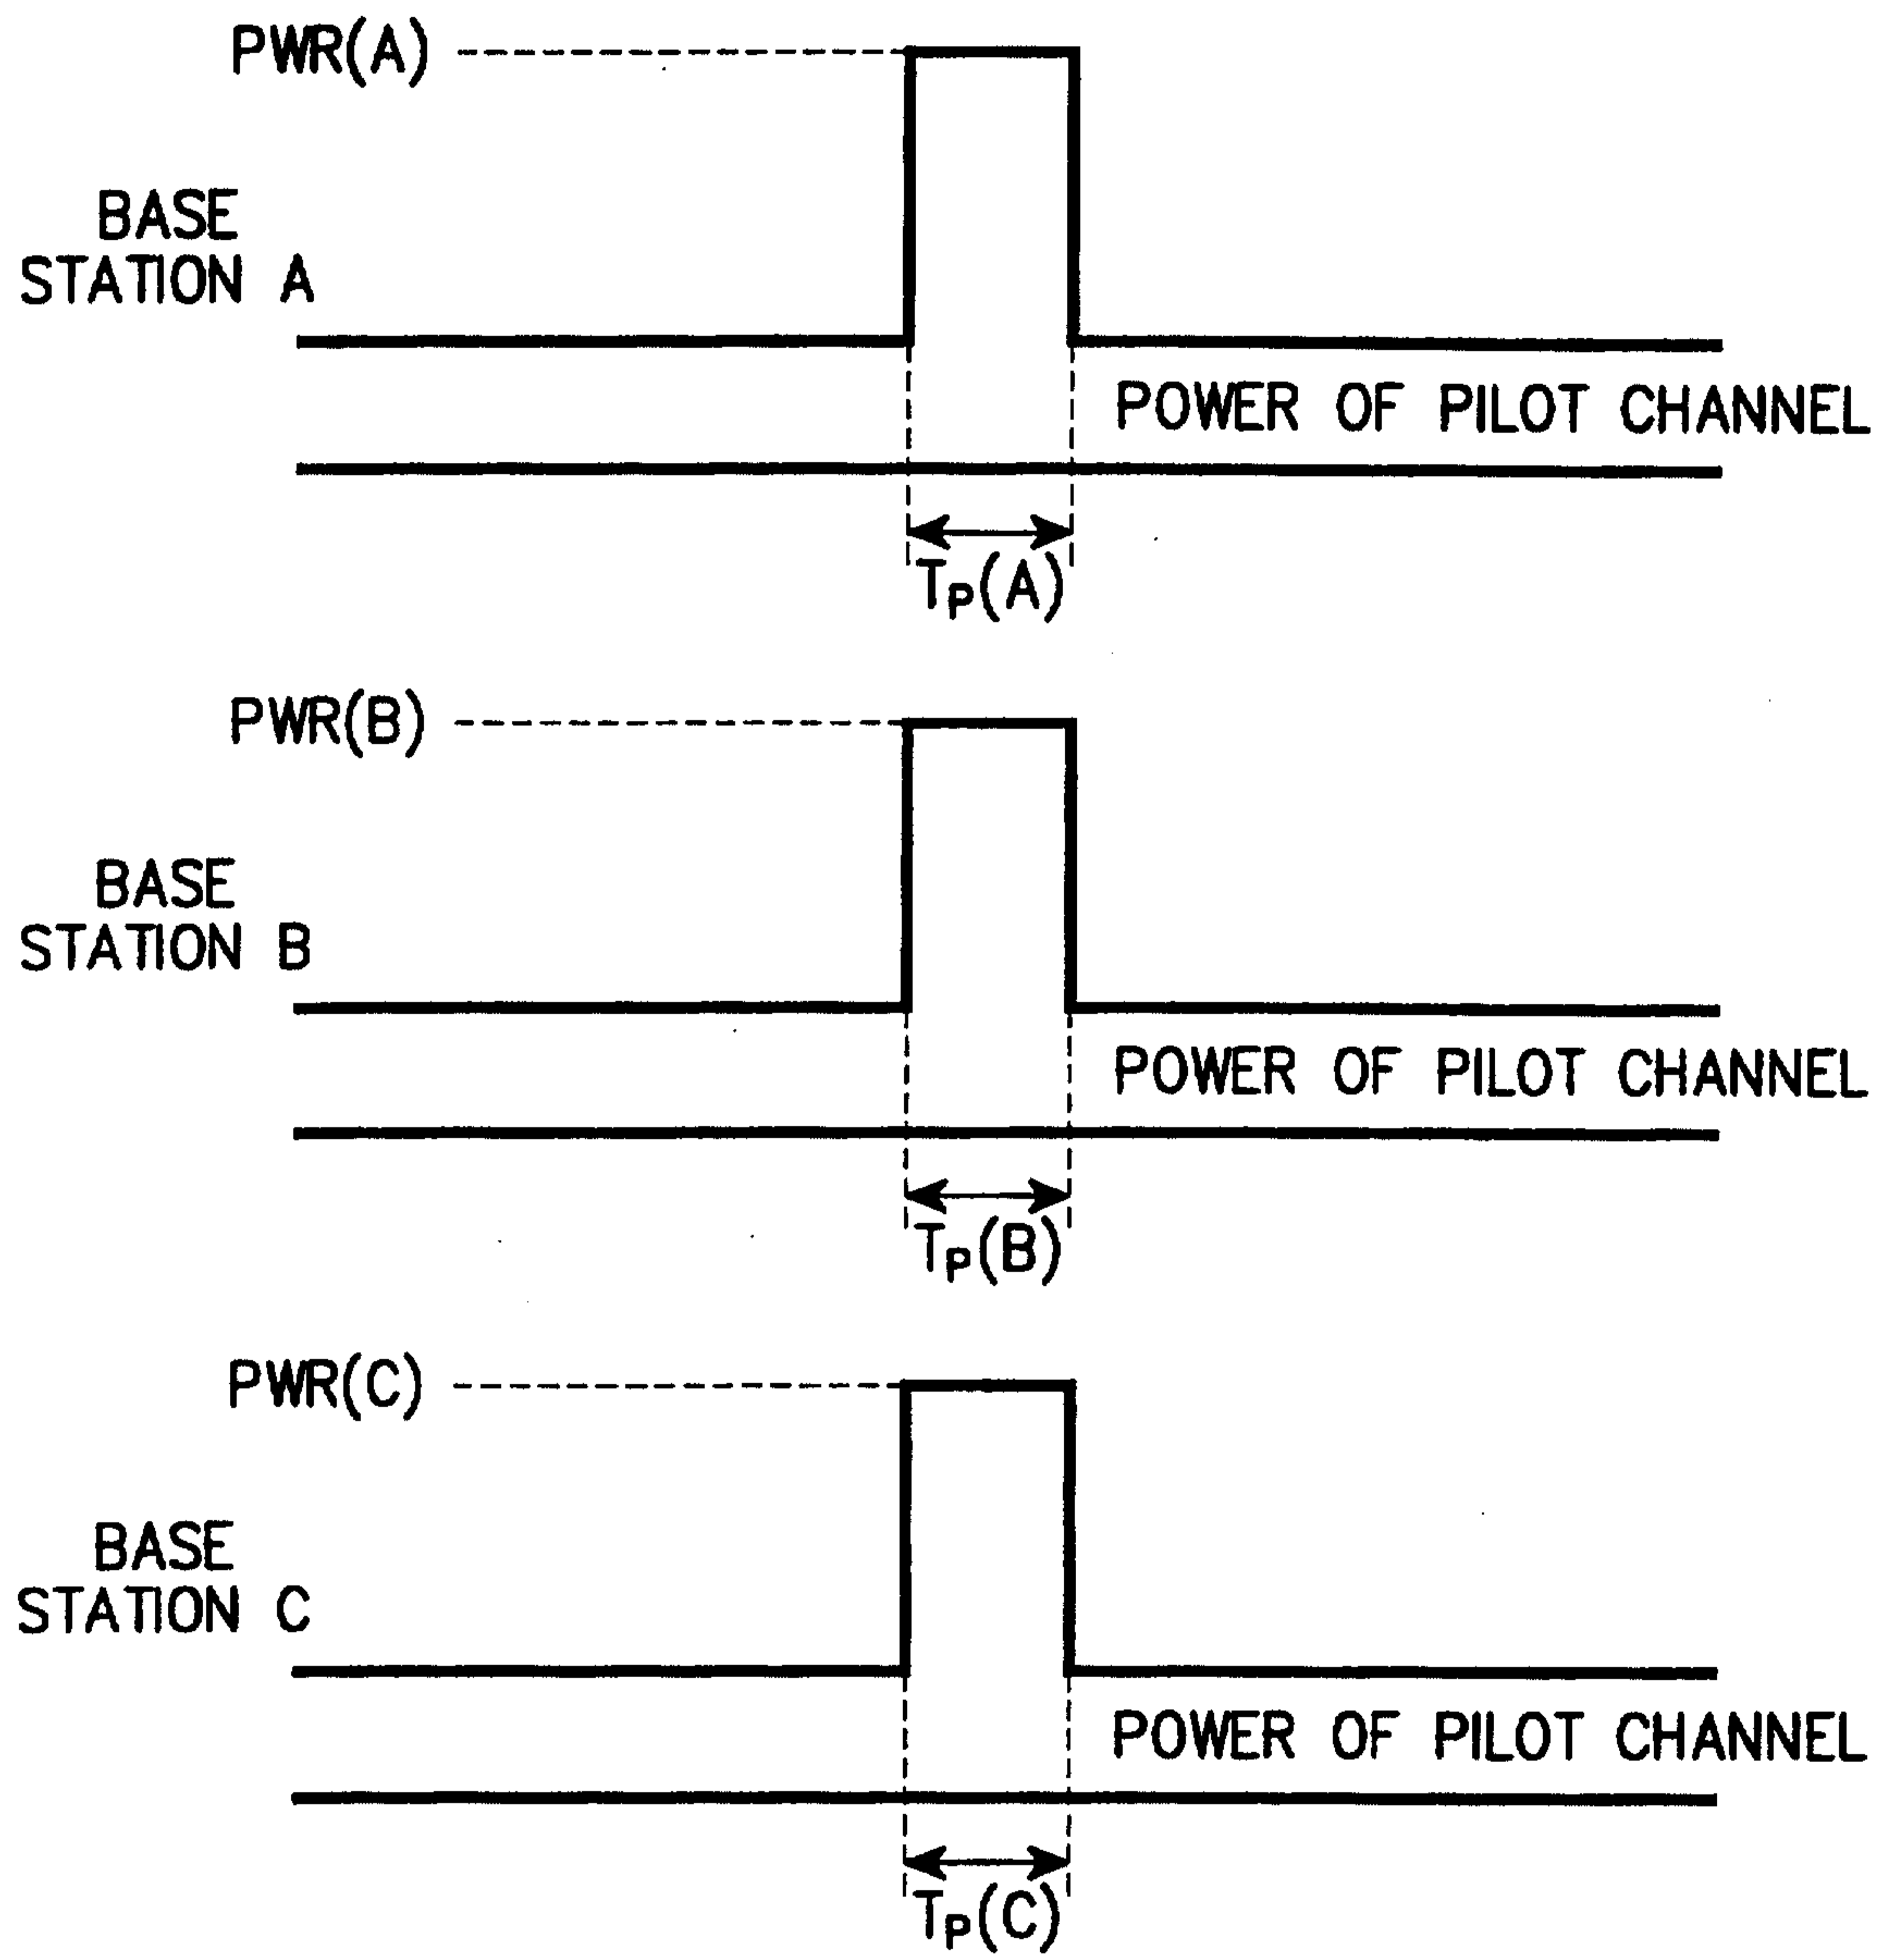 PWR(A)
BASE
STATION A
POWER OF PILOT CHANNEL
TP(A)
PWR(B)
BASE
STATION B
POWER OF PILOT CHANNEL
TP(B)
PWR(C)
BASE
STATION C
POWER OF PILOT CHANNEL
TP(C)